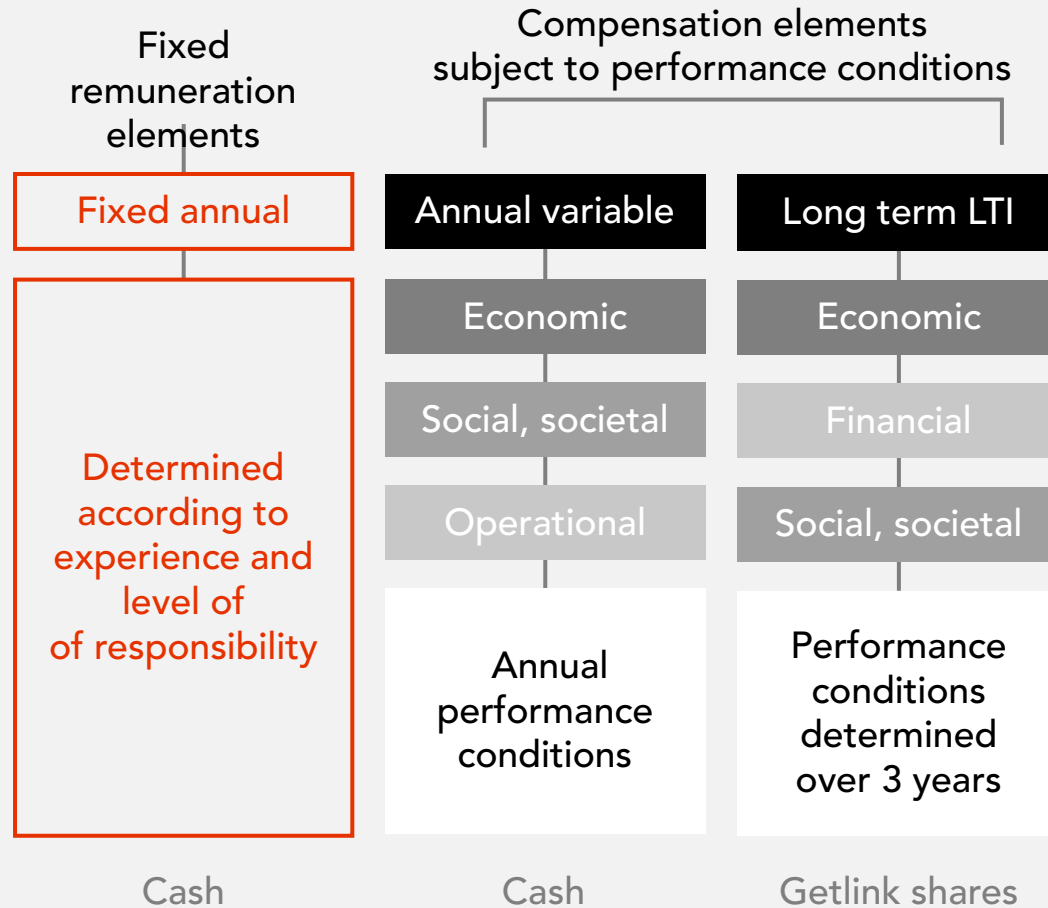 Fixed
remuneration
elements
Fixed annual
Determined
according to
experience and
level of
of responsibility
Cash
Compensation elements
subject to performance conditions
Annual variable
Economic
Social, societal
Operational
Annual
performance
conditions
Cash
Long term LTI
Economic
Financial
Social, societal
Performance
conditions
determined
over 3 years
Getlink shares